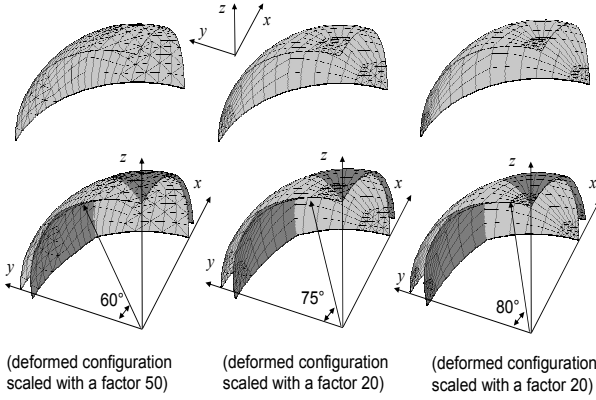 z
x
y
z
x
y
60°
z
x
y
75°
z
x
y
80°
(deformed configuration
scaled with a factor 50)
(deformed configuration
scaled with a factor 20)
(deformed configuration
scaled with a factor 20)